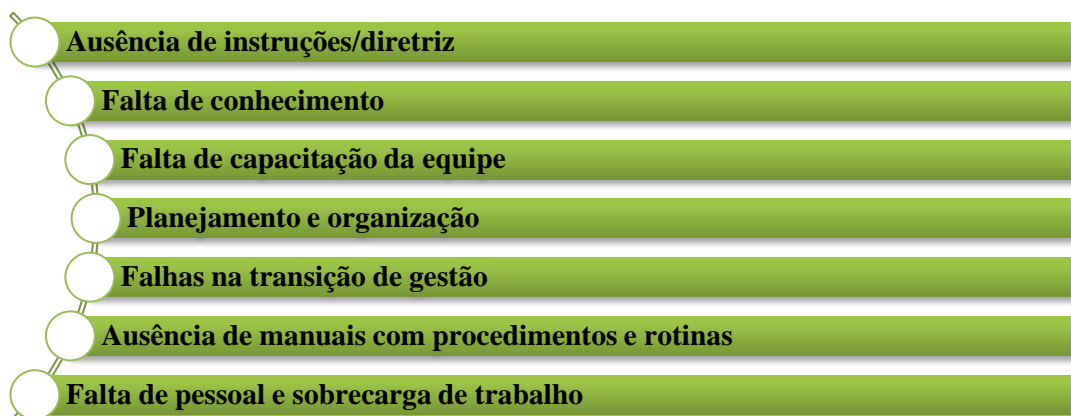 Ausência de instruções/diretriz
Falta de conhecimento
Falta de capacitação da equipe
Planejamento e organização
Falhas na transição de gestão
Ausência de manuais com procedimentos e rotinas
Falta de pessoal e sobrecarga de trabalho